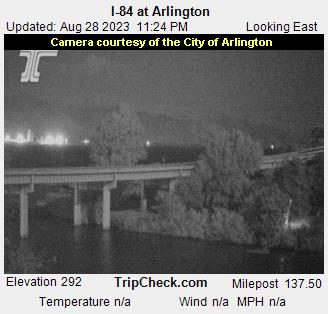 I-84 at Arlington
Updated: Aug 28 2023 11:24 PM Looking East
Camera courtesy of the City of Arlington
Elevation 292 TripCheck.com Milepost 137.50
Temperature n/a Wind n/a MPH n/a